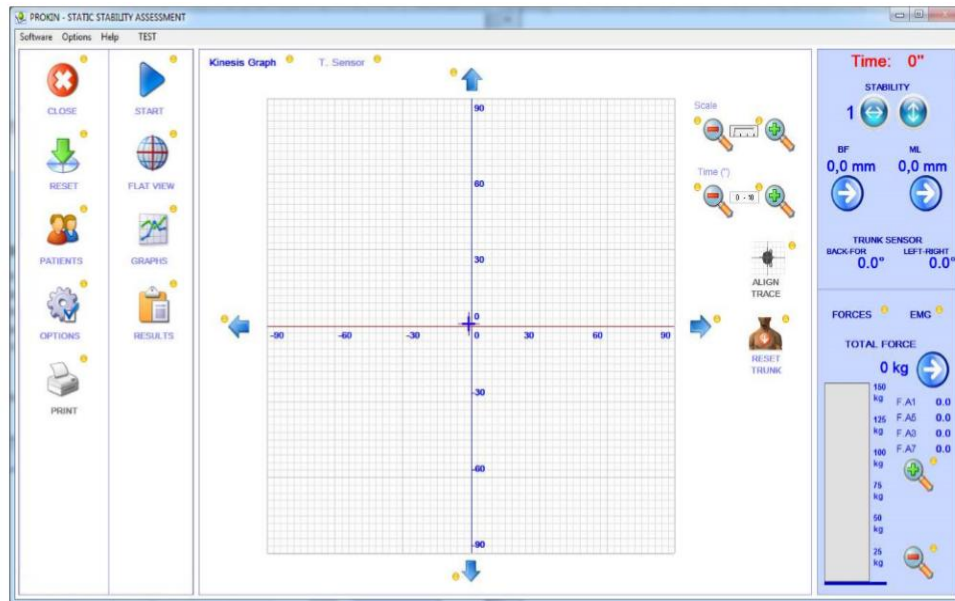 PROKIN - STATIC STABILITY ASSESSMENT
Software Options Help TEST
CLOSE START
RESET FLAT VIEW
PATIENTS GRAPHS
OPTIONS RESULTS
PRINT
Kinesis Graph T. Sensor
90
60
30
0
-90 -60 -30 0 30 60 90
-30
-60
-90
Scale
Time (")
0 - 10
ALIGN
TRACE
RESET
TRUNK
Time: 0"
STABILITY
1
BF ML
0,0 mm 0,0 mm
TRUNK SENSOR
BACK-FOR LEFT-RIGHT
0.0° 0.0°
FORCES EMG
TOTAL FORCE
0 kg
150
kg F.A1 0.0
125 F.A5 0.0
kg F.A3 0.0
100 F.A7 0.0
kg
75
kg
50
kg
25
kg